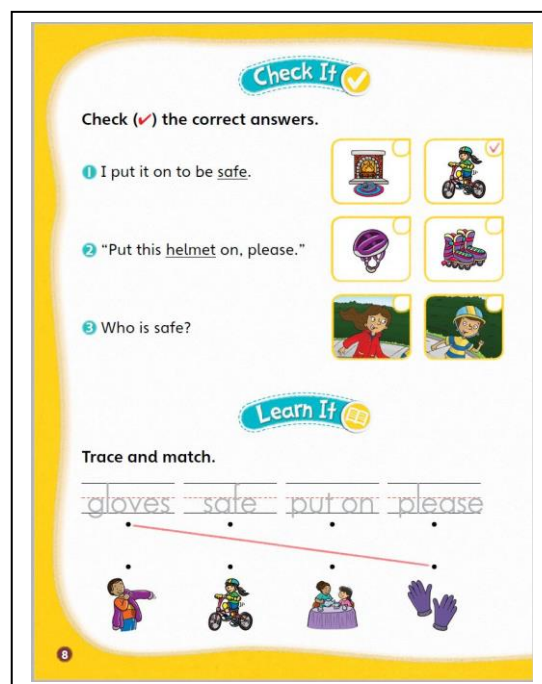 Check It
Check (✓) the correct answers.
1 I put it on to be safe.
2 “Put this helmet on, please.”
3 Who is safe?
Learn It
Trace and match.
gloves safe put on please
8